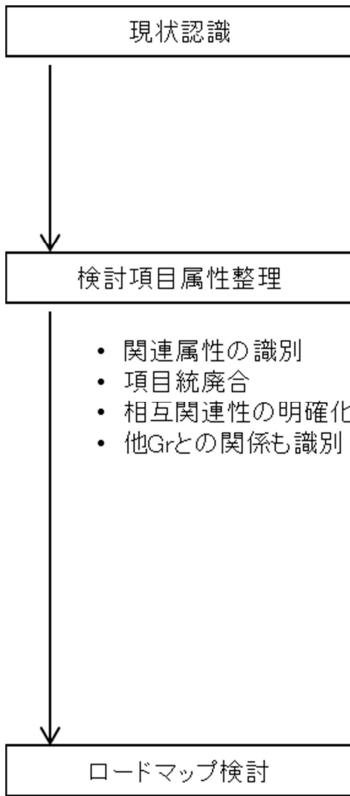 現状認識
検討項目属性整理
• 関連属性の識別
• 項目統廃合
• 相互関連性の明確化
• 他Grとの関係も識別
ロードマップ検討